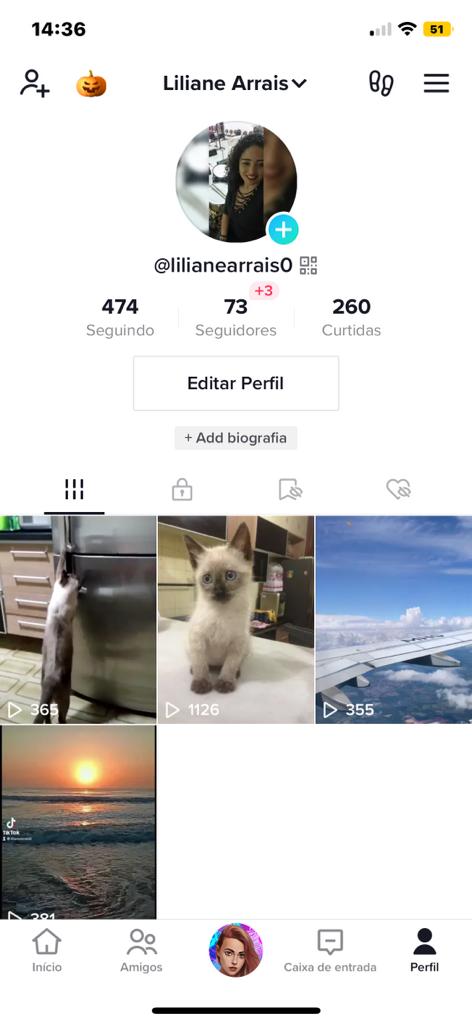 14:36
51
Liliane Arrais
@lilianearrais0
+3
474 73 260
Seguindo Seguidores Curtidas
Editar Perfil
+ Add biografia
365 1126 355
TikTok
381
Início Amigos Caixa de entrada Perfil